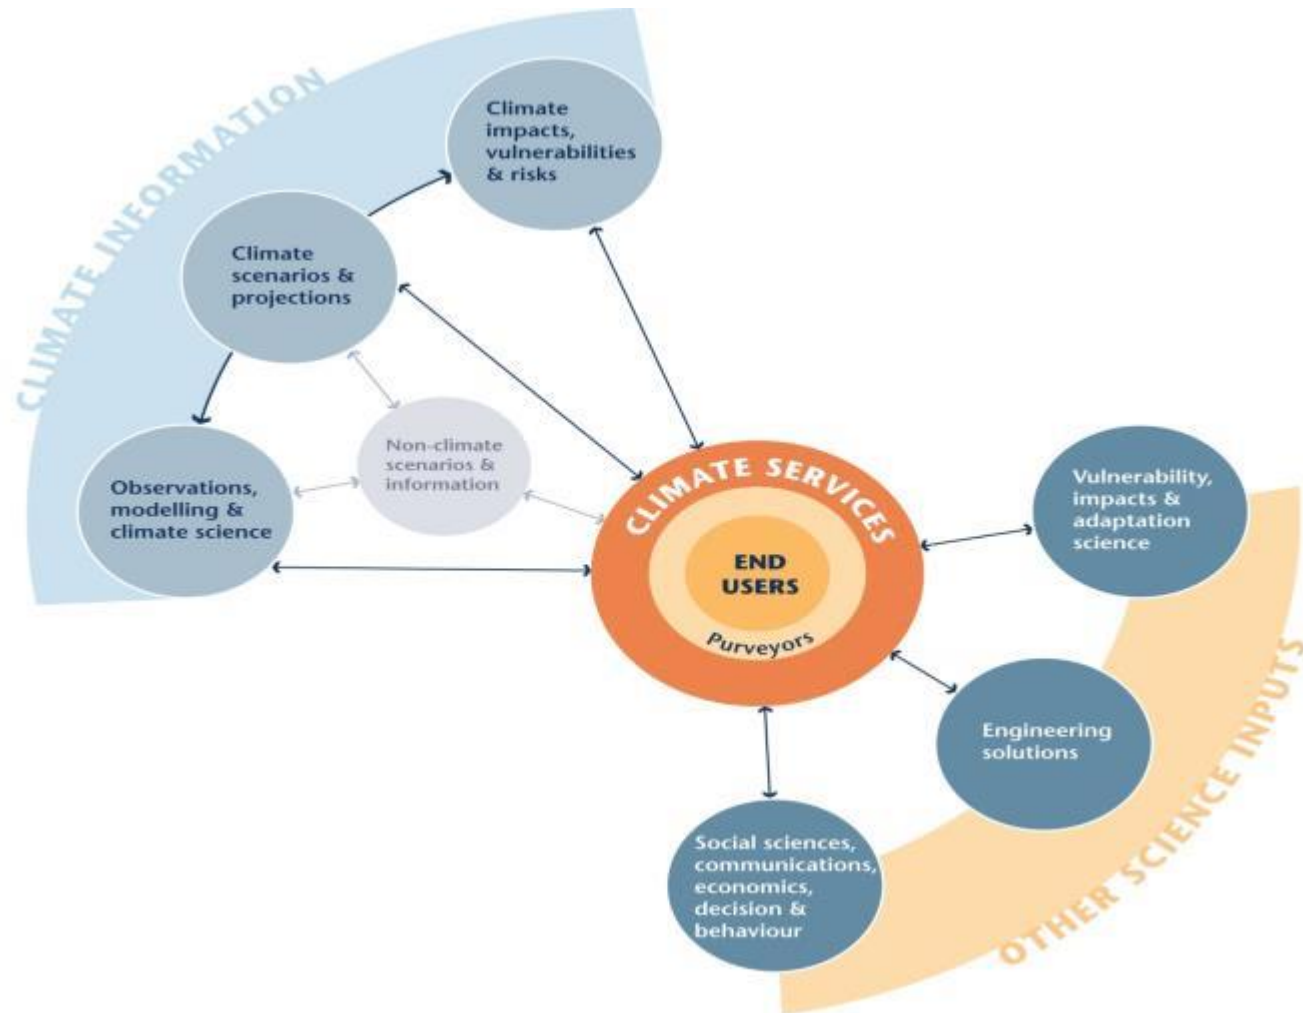 CLIMATE INFORMATION
Climate
impacts,
vulnerabilities
& risks
Climate
scenarios &
projections
Non-climate
scenarios &
information
Observations,
modelling &
climate science
CLIMATE SERVICES
END
USERS
Purveyors
Vulnerability,
impacts &
adaptation
science
Engineering
solutions
Social sciences,
communications,
economics,
decision &
behaviour
OTHER SCIENCE INPUTS